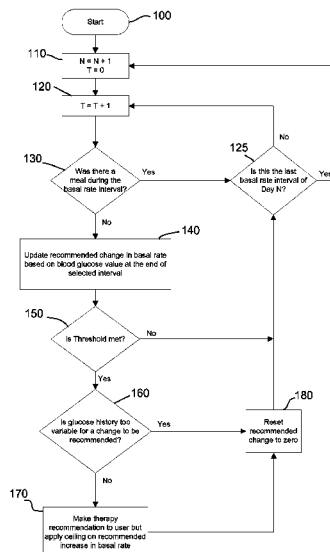 Start
100
110
N = N + 1
T = 0
120
T = T + 1
130
Was there a
meal during the
basal rate interval?
Yes
No
125
Is this the last
basal rate interval of
Day N?
No
Yes
140
Update recommended change in basal rate
based on blood glucose value at the end of
selected interval
150
Is Threshold met?
No
Yes
160
Is glucose history too
variable for a change to be
recommended?
Yes
No
180
Reset
recommended
change to zero
170
Make therapy
recommendation to user but
apply ceiling on recommended
increase in basal rate